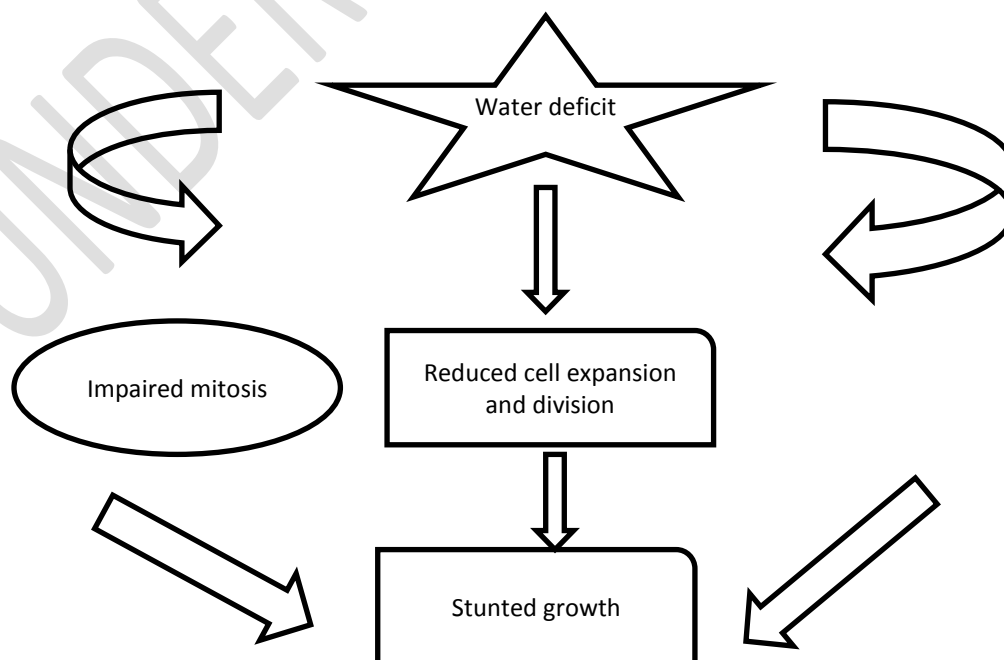 Water deficit
Impaired mitosis
Reduced cell expansion
and division
Stunted growth